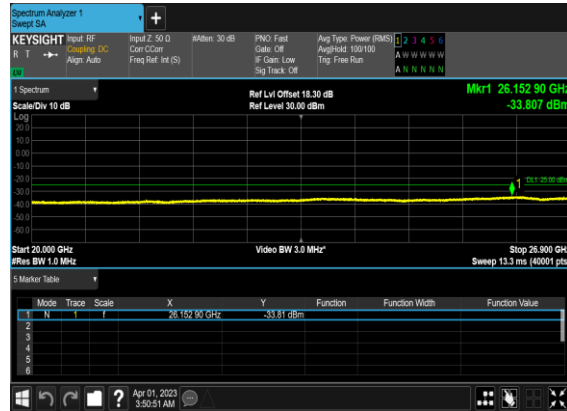 Spectrum Analyzer 1
Swept SA
+
KEYSIGHT Input: RF Input Z: 50 Ω #Atten: 30 dB PNO: Fast Avg Type: Power (RMS) 1 2 3 4 5 6
R T Coupling: DC Corr CCorr Gate: Off Avg|Hold: 100/100 A W W W W W
Align: Auto Freq Ref: Int (S) IF Gain: Low Trig: Free Run
Sig Track: Off A N N N N N
1 Spectrum Ref Lvl Offset 18.30 dB Mkr1 26.152 90 GHz
Scale/Div 10 dB Ref Level 30.00 dBm -33.807 dBm
Log
20.0
10.0
0.00
-10.0
-20.0
1 DL1 -25.00 dBm
-30.0
-40.0
-50.0
-60.0
Start 20.000 GHz Video BW 3.0 MHz* Stop 26.900 GHz
#Res BW 1.0 MHz Sweep 13.3 ms (40001 pts)
5 Marker Table
Mode Trace Scale X Y Function Function Width Function Value
1 N 1 f 26.152 90 GHz -33.81 dBm
2
3
4
5
6
? Apr 01, 2023
3:50:51 AM